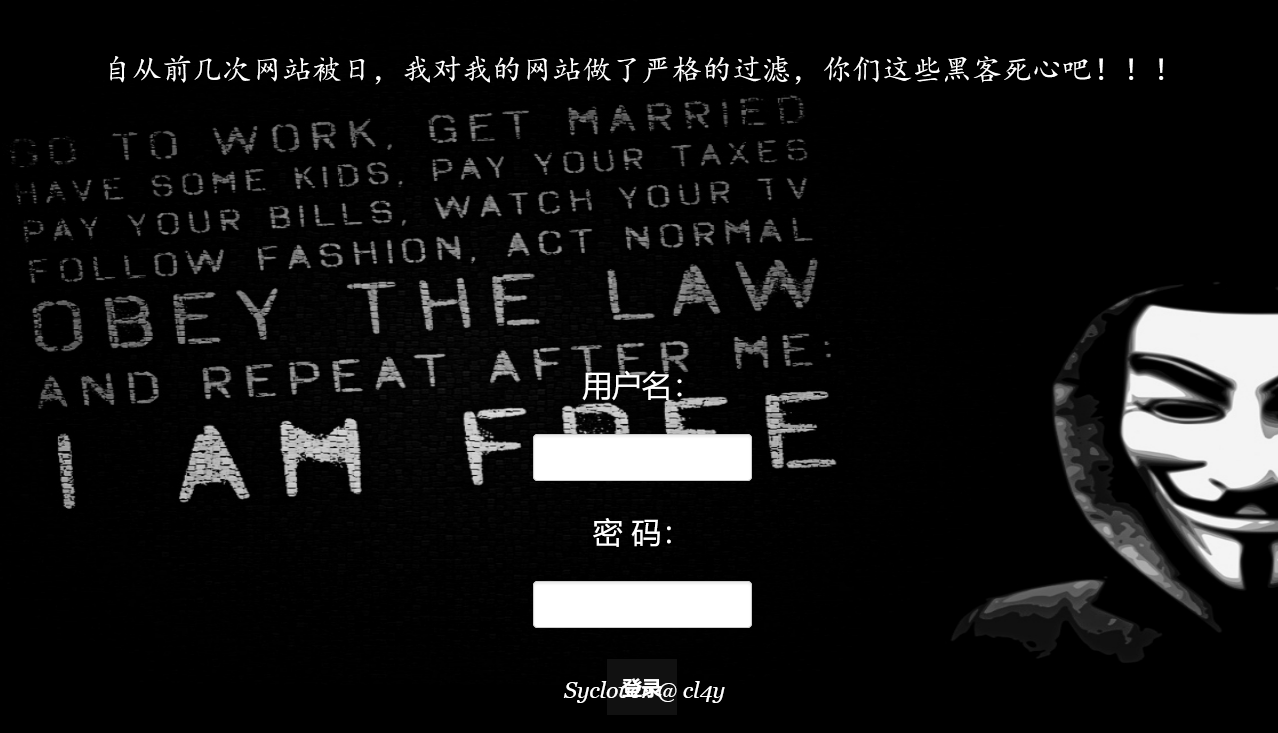 自从前几次网站被日，我对我的网站做了严格的过滤，你们这些黑客死心吧！！！
GO TO WORK, GET MARRIED
HAVE SOME KIDS, PAY YOUR TAXES
PAY YOUR BILLS, WATCH YOUR TV
FOLLOW FASHION, ACT NORMAL
OBEY THE LAW
AND REPEAT AFTER ME:
I AM FREE
用户名：
密 码：
登录
Syclover @ cl4y